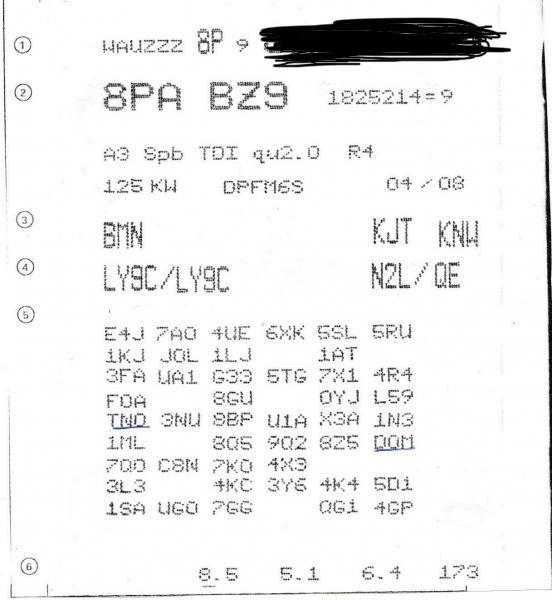 1 WAUZZZ 8P 9
2 8PA BZ9 1825214=9
A3 Spb TDI qu2.0 R4
125 KW DPFM6S 04/08
3 BMN KJT KNW
4 LY9C/LY9C N2L/QE
5
E4J 7A0 4UE 6XK 5SL 5RU
1KJ J0L 1LJ 1AT
3FA UA1 G33 5TG 7X1 4R4
F0A 8GU 0YJ L59
TN0 3NU 8BP U1A X3A 1N3
1ML 8Q5 9Q2 8Z5 QQM
7Q0 C8N 7K0 4X3
3L3 4KC 3Y6 4K4 5D1
1SA UG0 7GG QG1 4GP
6 8.5 5.1 6.4 173